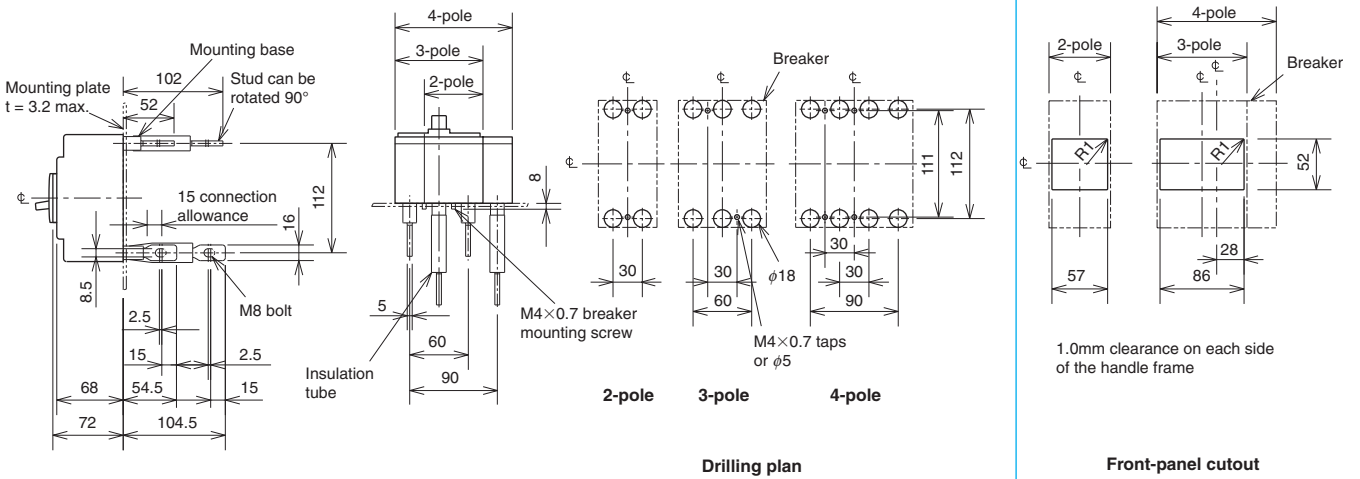 Mounting base
Mounting plate
t = 3.2 max.
102
Stud can be
rotated 90°
52
℄
15 connection
allowance
112
16
8.5
M8 bolt
2.5
15
2.5
68
54.5
15
72
104.5
4-pole
3-pole
2-pole
8
5
60
90
M4×0.7 breaker
mounting screw
Insulation
tube
Breaker
℄
℄
℄
℄
111
112
30
30
30
30
60
90
ϕ18
M4×0.7 taps
or ϕ5
2-pole
3-pole
4-pole
Drilling plan
4-pole
2-pole
3-pole
℄
℄
℄
Breaker
℄
R1
R1
52
28
57
86
1.0mm clearance on each side
of the handle frame
Front-panel cutout